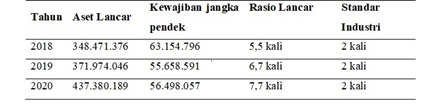 Tahun Aset Lancar Kewajiban jangka pendek Rasio Lancar Standar Industri
2018 348.471.376 63.154.796 5,5 kali 2 kali
2019 371.974.046 55.658.591 6,7 kali 2 kali
2020 437.380.189 56.498.057 7,7 kali 2 kali